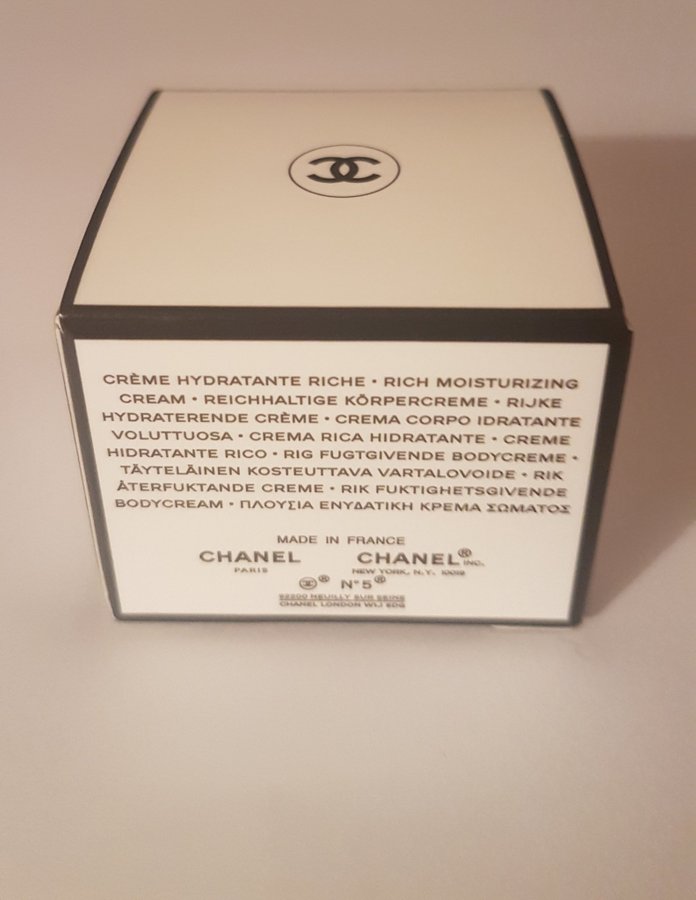 CRÈME HYDRATANTE RICHE • RICH MOISTURIZING
CREAM • REICHHALTIGE KÖRPERCREME • RIJKE
HYDRATERENDE CRÈME • CREMA CORPO IDRATANTE
VOLUTTUOSA • CREMA RICA HIDRATANTE • CREME
HIDRATANTE RICO • RIG FUGTGIVENDE BODYCREME •
TÄYTELÄINEN KOSTEUTTAVA VARTALOVOIDE • RIK
ÅTERFUKTANDE CREME • RIK FUKTIGHETSGIVENDE
BODYCREAM • ΠΛΟΥΣΙΑ ΕΝΥΔΑΤΙΚΗ ΚΡΕΜΑ ΣΩΜΑΤΟΣ
MADE IN FRANCE
CHANEL CHANEL® INC.
PARIS NEW YORK, N.Y. 10019
® N°5®
92200 NEUILLY SUR SEINE
CHANEL LONDON W1J 6DG